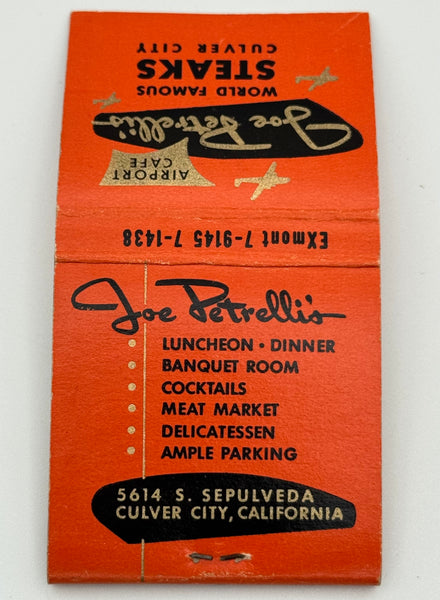 Joe Petrelli's
AIRPORT
CAFE
WORLD FAMOUS
STEAKS
CULVER CITY
EXmont 7-9145 7-1438
Joe Petrelli's
LUNCHEON • DINNER
BANQUET ROOM
COCKTAILS
MEAT MARKET
DELICATESSEN
AMPLE PARKING
5614 S. SEPULVEDA
CULVER CITY, CALIFORNIA